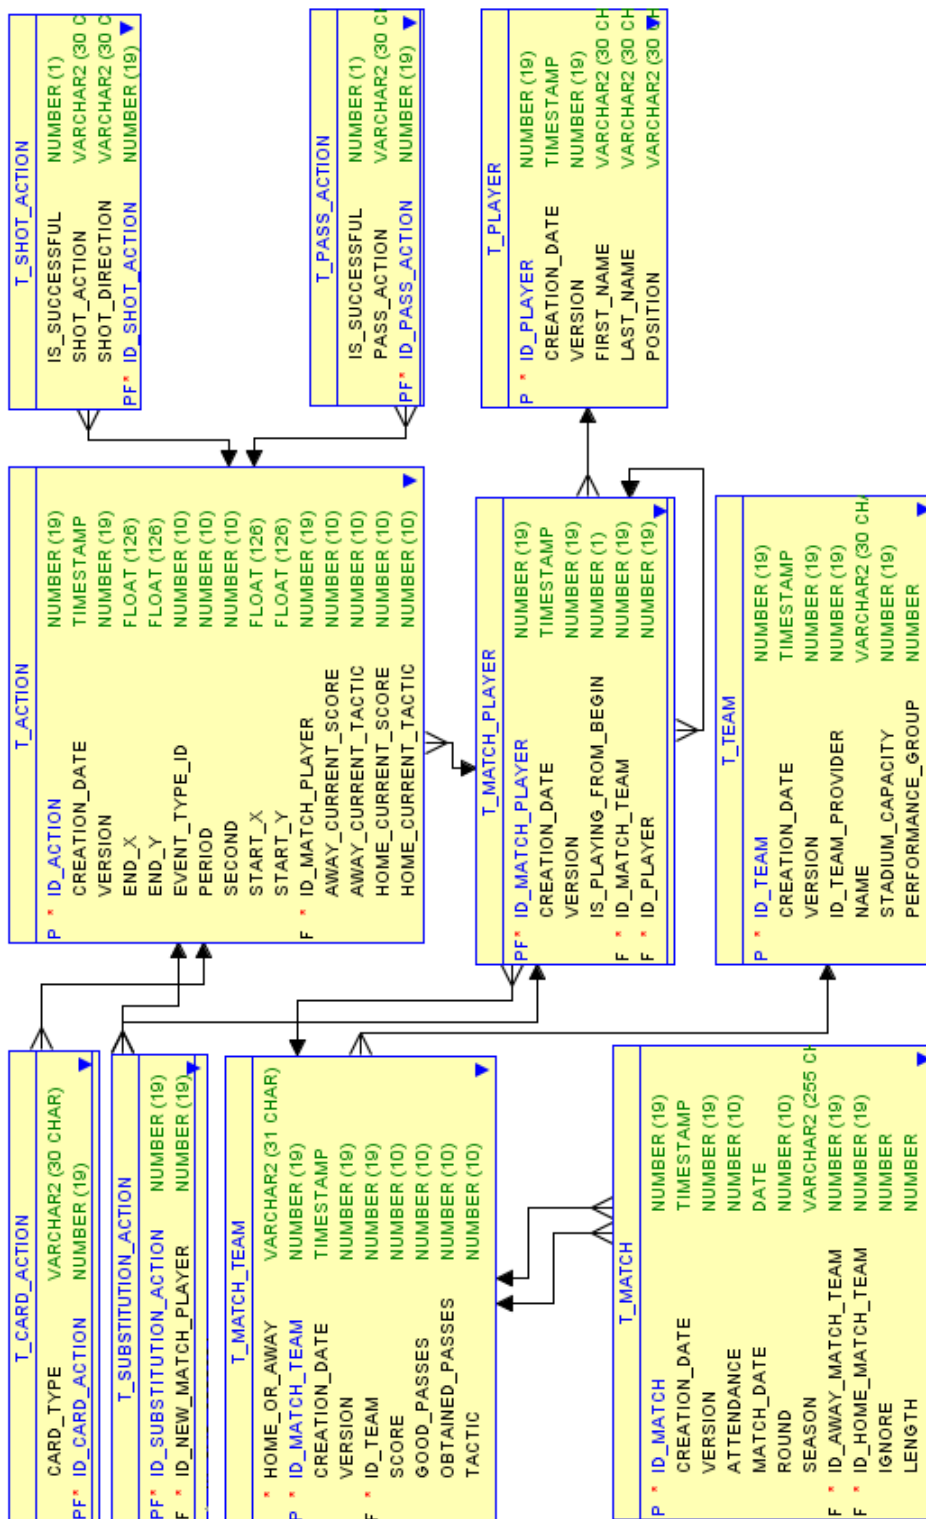 T_CARD_ACTION
CARD_TYPE VARCHAR2 (30 CHAR)
PF* ID_CARD_ACTION NUMBER (19)
T_SUBSTITUTION_ACTION
PF* ID_SUBSTITUTION_ACTION NUMBER (19)
F * ID_NEW_MATCH_PLAYER NUMBER (19)
T_MATCH_TEAM
* HOME_OR_AWAY VARCHAR2 (31 CHAR)
P * ID_MATCH_TEAM NUMBER (19)
CREATION_DATE TIMESTAMP
VERSION NUMBER (19)
F * ID_TEAM NUMBER (19)
SCORE NUMBER (10)
GOOD_PASSES NUMBER (10)
OBTAINED_PASSES NUMBER (10)
TACTIC NUMBER (10)
T_MATCH
P * ID_MATCH NUMBER (19)
CREATION_DATE TIMESTAMP
VERSION NUMBER (19)
ATTENDANCE NUMBER (10)
MATCH_DATE DATE
ROUND NUMBER (10)
SEASON VARCHAR2 (255 CH
F * ID_AWAY_MATCH_TEAM NUMBER (19)
F * ID_HOME_MATCH_TEAM NUMBER (19)
IGNORE NUMBER
LENGTH NUMBER
T_ACTION
P * ID_ACTION NUMBER (19)
CREATION_DATE TIMESTAMP
VERSION NUMBER (19)
END_X FLOAT (126)
END_Y FLOAT (126)
EVENT_TYPE_ID NUMBER (10)
PERIOD NUMBER (10)
SECOND NUMBER (10)
START_X FLOAT (126)
START_Y FLOAT (126)
F * ID_MATCH_PLAYER NUMBER (19)
AWAY_CURRENT_SCORE NUMBER (10)
AWAY_CURRENT_TACTIC NUMBER (10)
HOME_CURRENT_SCORE NUMBER (10)
HOME_CURRENT_TACTIC NUMBER (10)
T_MATCH_PLAYER
PF* ID_MATCH_PLAYER NUMBER (19)
CREATION_DATE TIMESTAMP
VERSION NUMBER (19)
IS_PLAYING_FROM_BEGIN NUMBER (1)
F * ID_MATCH_TEAM NUMBER (19)
F * ID_PLAYER NUMBER (19)
T_TEAM
P * ID_TEAM NUMBER (19)
CREATION_DATE TIMESTAMP
VERSION NUMBER (19)
ID_TEAM_PROVIDER NUMBER (19)
NAME VARCHAR2 (30 CHA
STADIUM_CAPACITY NUMBER (19)
PERFORMANCE_GROUP NUMBER
T_SHOT_ACTION
IS_SUCCESSFUL NUMBER (1)
SHOT_ACTION VARCHAR2 (30 C
SHOT_DIRECTION VARCHAR2 (30 C
PF* ID_SHOT_ACTION NUMBER (19)
T_PASS_ACTION
IS_SUCCESSFUL NUMBER (1)
PASS_ACTION VARCHAR2 (30 C
PF* ID_PASS_ACTION NUMBER (19)
T_PLAYER
P * ID_PLAYER NUMBER (19)
CREATION_DATE TIMESTAMP
VERSION NUMBER (19)
FIRST_NAME VARCHAR2 (30 CH
LAST_NAME VARCHAR2 (30 CH
POSITION VARCHAR2 (30 CH